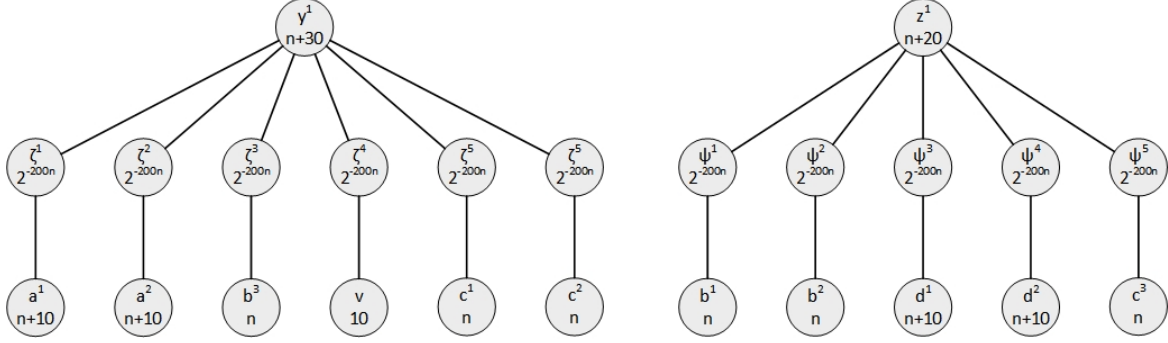 y¹
n+30
z¹
n+20
ζ¹
2⁻²⁰⁰ⁿ
ζ²
2⁻²⁰⁰ⁿ
ζ³
2⁻²⁰⁰ⁿ
ζ⁴
2⁻²⁰⁰ⁿ
ζ⁵
2⁻²⁰⁰ⁿ
ζ⁵
2⁻²⁰⁰ⁿ
ψ¹
2⁻²⁰⁰ⁿ
ψ²
2⁻²⁰⁰ⁿ
ψ³
2⁻²⁰⁰ⁿ
ψ⁴
2⁻²⁰⁰ⁿ
ψ⁵
2⁻²⁰⁰ⁿ
a¹
n+10
a²
n+10
b³
n
v
10
c¹
n
c²
n
b¹
n
b²
n
d¹
n+10
d²
n+10
c³
n